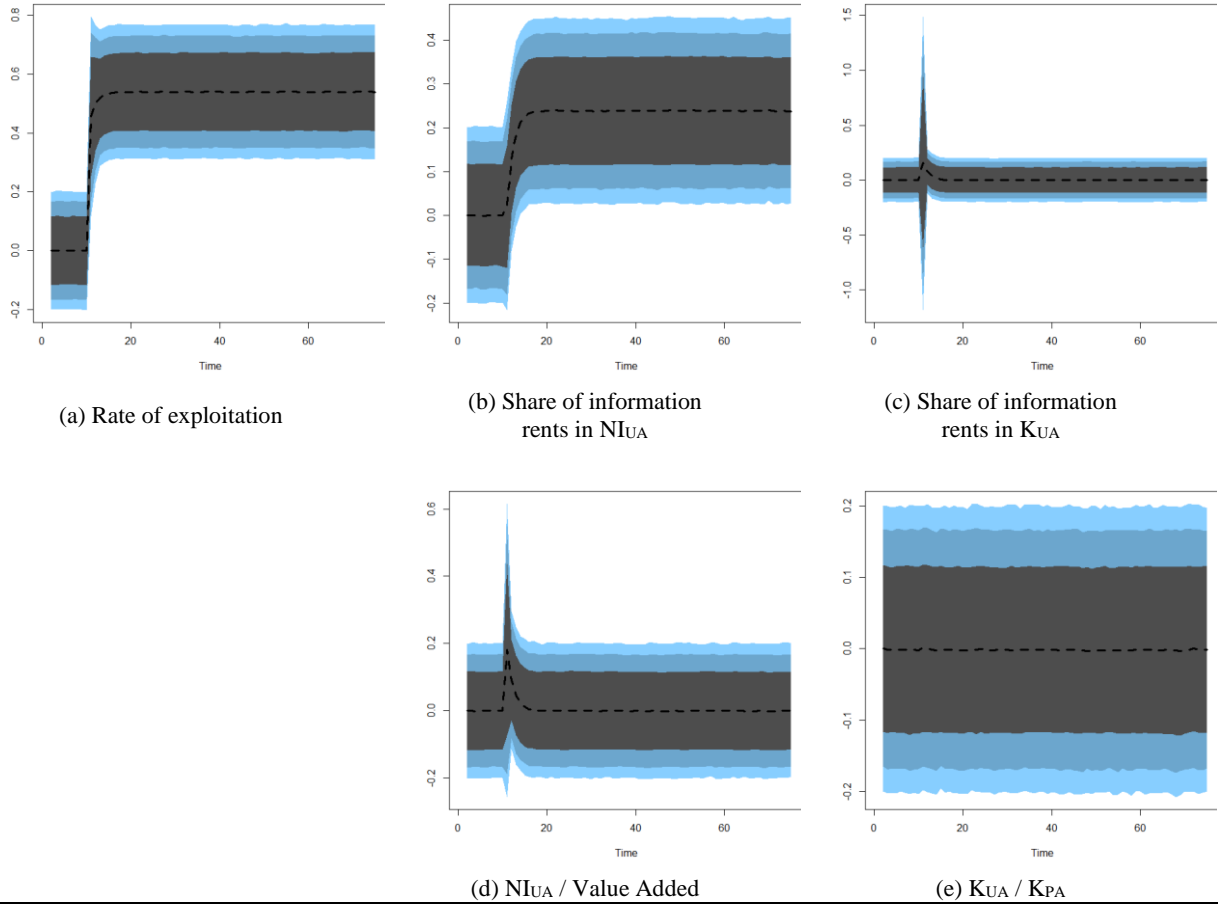 0.8
0.6
0.4
0.2
0.0
-0.2
0 20 40 60
Time
(a) Rate of exploitation
0.4
0.3
0.2
0.1
0.0
-0.1
-0.2
0 20 40 60
Time
(b) Share of information
rents in NIUA
1.5
1.0
0.5
0.0
-0.5
-1.0
0 20 40 60
Time
(c) Share of information
rents in KUA
0.6
0.4
0.2
0.0
-0.2
0 20 40 60
Time
(d) NIUA / Value Added
0.2
0.1
0.0
-0.1
-0.2
0 20 40 60
Time
(e) KUA / KPA